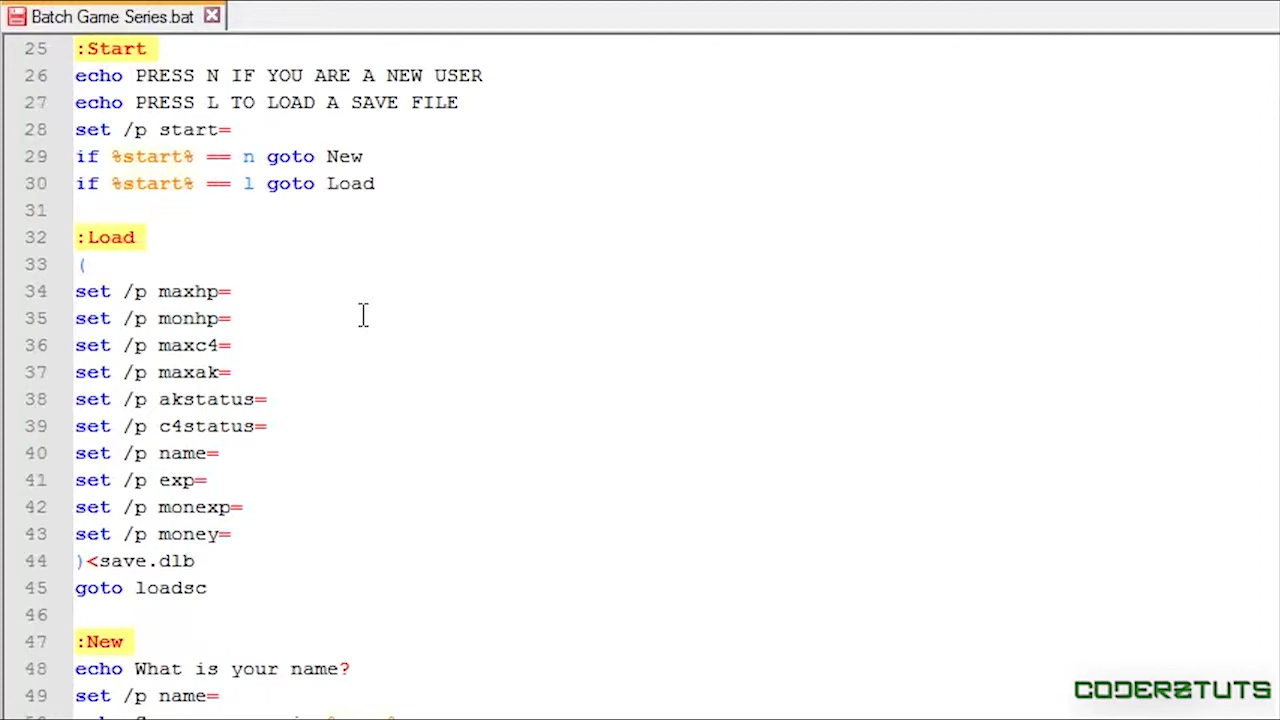 Batch Game Series.bat
25 :Start
26 echo PRESS N IF YOU ARE A NEW USER
27 echo PRESS L TO LOAD A SAVE FILE
28 set /p start=
29 if %start% == n goto New
30 if %start% == l goto Load
31
32 :Load
33 (
34 set /p maxhp=
35 set /p monhp=
36 set /p maxc4=
37 set /p maxak=
38 set /p akstatus=
39 set /p c4status=
40 set /p name=
41 set /p exp=
42 set /p monexp=
43 set /p money=
44 )<save.dlb
45 goto loadsc
46
47 :New
48 echo What is your name?
49 set /p name=
CODERZTUTS